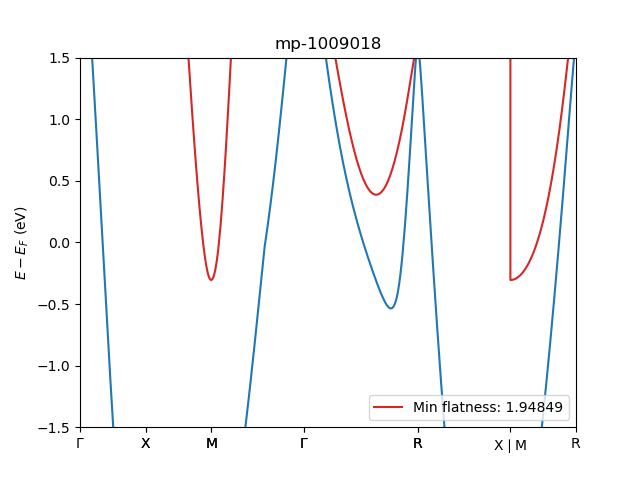 mp-1009018
E − E_F (eV)
1.5
1.0
0.5
0.0
−0.5
−1.0
−1.5
Min flatness: 1.94849
Γ X M Γ R X | M R